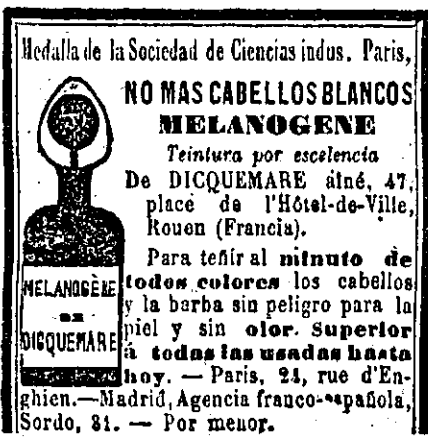 Medalla de la Sociedad de Ciencias indus. Paris,
NO MAS CABELLOS BLANCOS
MELANOGENE
Teintura por escelencia
De DICQUEMARE aîné, 47,
place de l'Hôtel-de-Ville,
Rouen (Francia).
Para teñir al minuto de
todos colores los cabellos
y la barba sin peligro para la
piel y sin olor. Superior
á todas las usadas hasta
hoy. — Paris, 24, rue d'En-
ghien.—Madrid, Agencia franco-española,
Sordo, 31. — Por menor.
MELANOGÈNE
DE
DICQUEMARE